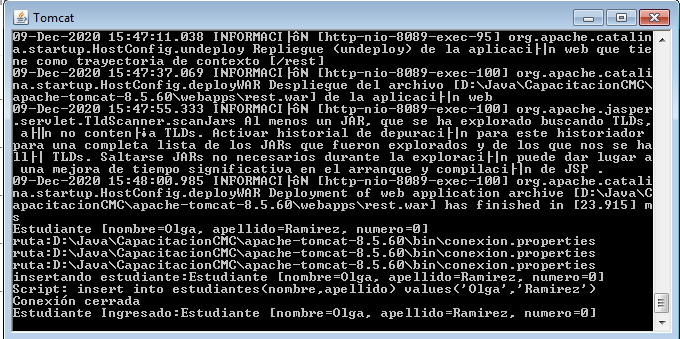 Tomcat
09-Dec-2020 15:47:11.038 INFORMACI├ôN [http-nio-8089-exec-95] org.apache.catalin
a.startup.HostConfig.undeploy Repliegue (undeploy) de la aplicaci├│n web que tie
ne como trayectoria de contexto [/rest]
09-Dec-2020 15:47:37.069 INFORMACI├ôN [http-nio-8089-exec-100] org.apache.catali
na.startup.HostConfig.deployWAR Despliegue del archivo [D:\Java\CapacitacionCMC\
apache-tomcat-8.5.60\webapps\rest.war] de la aplicaci├│n web
09-Dec-2020 15:47:55.333 INFORMACI├ôN [http-nio-8089-exec-100] org.apache.jasper
.servlet.TldScanner.scanJars Al menos un JAR, que se ha explorado buscando TLDs,
 a├║n no conten├¡a TLDs. Activar historial de depuraci├│n para este historiador
para una completa lista de los JARs que fueron explorados y de los que nos se ha
ll├│ TLDs. Saltarse JARs no necesarios durante la exploraci├│n puede dar lugar a
 una mejora de tiempo significativa en el arranque y compilaci├│n de JSP .
09-Dec-2020 15:48:00.985 INFORMACI├ôN [http-nio-8089-exec-100] org.apache.catali
na.startup.HostConfig.deployWAR Deployment of web application archive [D:\Java\C
apacitacionCMC\apache-tomcat-8.5.60\webapps\rest.war] has finished in [23.915] m
s
Estudiante [nombre=Olga, apellido=Ramirez, numero=0]
ruta:D:\Java\CapacitacionCMC\apache-tomcat-8.5.60\bin\conexion.properties
ruta:D:\Java\CapacitacionCMC\apache-tomcat-8.5.60\bin\conexion.properties
ruta:D:\Java\CapacitacionCMC\apache-tomcat-8.5.60\bin\conexion.properties
insertando estudiante:Estudiante [nombre=Olga, apellido=Ramirez, numero=0]
Script: insert into estudiantes(nombre,apellido) values('Olga','Ramirez')
Conexión cerrada
Estudiante Ingresado:Estudiante [nombre=Olga, apellido=Ramirez, numero=0]